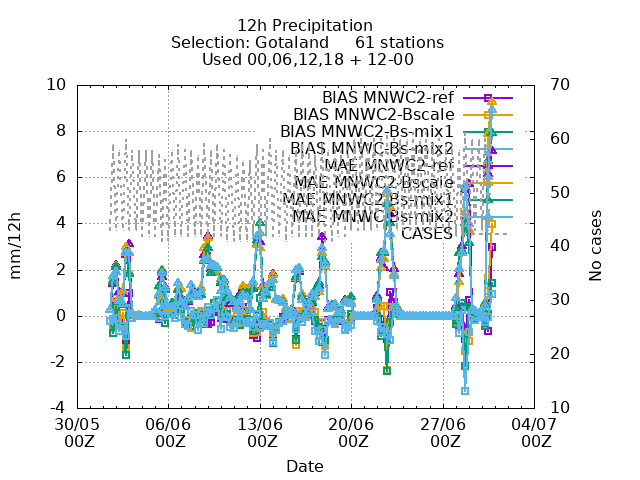 12h Precipitation
Selection: Gotaland 61 stations
Used 00,06,12,18 + 12-00
10
8
6
4
2
0
-2
-4
mm/12h
70
60
50
40
30
20
10
No cases
BIAS MNWC2-ref
BIAS MNWC2-Bscale
BIAS MNWC2-Bs-mix1
BIAS MNWC-Bs-mix2
MAE MNWC2-ref
MAE MNWC2-Bscale
MAE MNWC2-Bs-mix1
MAE MNWC-Bs-mix2
CASES
30/05 06/06 13/06 20/06 27/06 04/07
00Z 00Z 00Z 00Z 00Z 00Z
Date